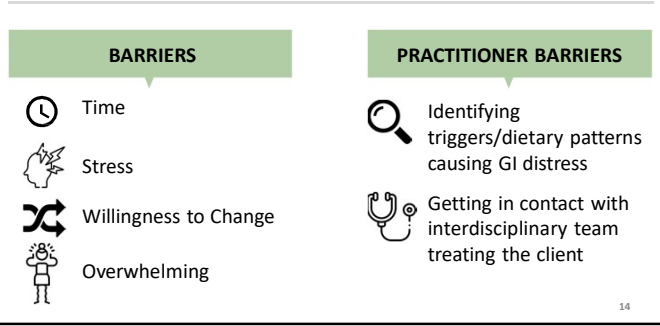 BARRIERS
Time
Stress
Willingness to Change
Overwhelming
PRACTITIONER BARRIERS
Identifying
triggers/dietary patterns
causing GI distress
Getting in contact with
interdisciplinary team
treating the client
14